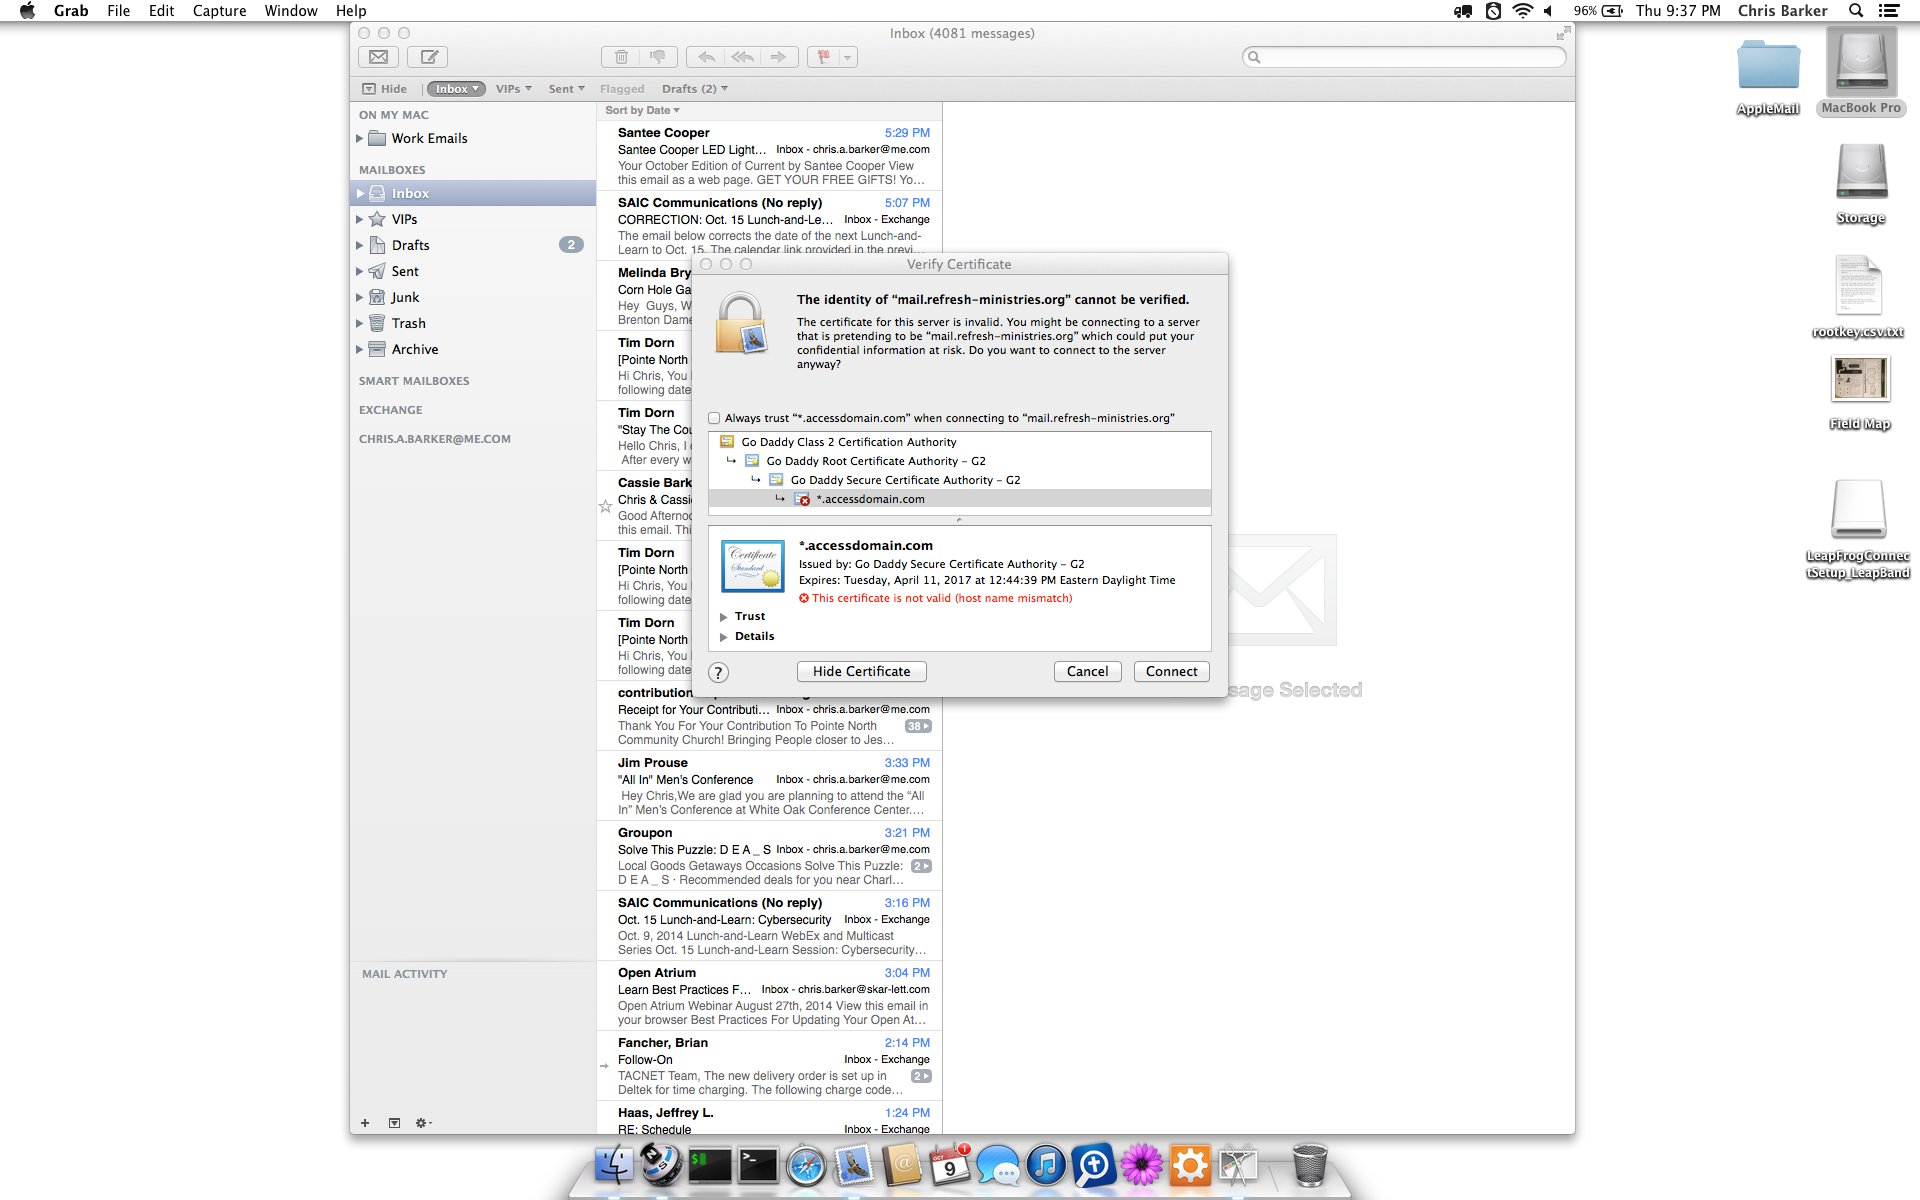 Grab File Edit Capture Window Help
96% Thu 9:37 PM Chris Barker
Inbox (4081 messages)
Hide Inbox VIPs Sent Flagged Drafts (2)
ON MY MAC
Work Emails
MAILBOXES
Inbox
VIPs
Drafts 2
Sent
Junk
Trash
Archive
SMART MAILBOXES
EXCHANGE
CHRIS.A.BARKER@ME.COM
MAIL ACTIVITY
Sort by Date
Santee Cooper 5:29 PM
Santee Cooper LED Light... Inbox - chris.a.barker@me.com
Your October Edition of Current by Santee Cooper View
this email as a web page. GET YOUR FREE GIFTS! Yo...
SAIC Communications (No reply) 5:07 PM
CORRECTION: Oct. 15 Lunch-and-Le... Inbox - Exchange
The email below corrects the date of the next Lunch-and-
Learn to Oct. 15. The calendar link provided in the previ...
Melinda Bry
Corn Hole Ga
Hey Guys, W
Brenton Dame
Tim Dorn
[Pointe North
Hi Chris, You
following date
Tim Dorn
"Stay The Cou
Hello Chris, I
After every w
Cassie Bark
Chris & Cassi
Good Afterno
this email. Thi
Tim Dorn
[Pointe North
Hi Chris, You
following date
Tim Dorn
[Pointe North
Hi Chris, You
following date
contribution
Receipt for Your Contributi... Inbox - chris.a.barker@me.com
Thank You For Your Contribution To Pointe North 38
Community Church! Bringing People closer to Jes...
Jim Prouse 3:33 PM
"All In" Men's Conference Inbox - chris.a.barker@me.com
Hey Chris,We are glad you are planning to attend the “All
In” Men's Conference at White Oak Conference Center....
Groupon 3:21 PM
Solve This Puzzle: D E A _ S Inbox - chris.a.barker@me.com
Local Goods Getaways Occasions Solve This Puzzle: 2
D E A _ S · Recommended deals for you near Charl...
SAIC Communications (No reply) 3:16 PM
Oct. 15 Lunch-and-Learn: Cybersecurity Inbox - Exchange
Oct. 9, 2014 Lunch-and-Learn WebEx and Multicast
Series Oct. 15 Lunch-and-Learn Session: Cybersecurity...
Open Atrium 3:04 PM
Learn Best Practices F... Inbox - chris.barker@skar-lett.com
Open Atrium Webinar August 27th, 2014 View this email in
your browser Best Practices For Updating Your Open At...
Fancher, Brian 2:14 PM
Follow-On Inbox - Exchange
TACNET Team, The new delivery order is set up in 2
Deltek for time charging. The following charge code...
Haas, Jeffrey L. 1:24 PM
RE: Schedule Inbox - Exchange
Verify Certificate
The identity of “mail.refresh-ministries.org” cannot be verified.
The certificate for this server is invalid. You might be connecting to a server
that is pretending to be “mail.refresh-ministries.org” which could put your
confidential information at risk. Do you want to connect to the server
anyway?
Always trust “*.accessdomain.com” when connecting to “mail.refresh-ministries.org”
Go Daddy Class 2 Certification Authority
Go Daddy Root Certificate Authority – G2
Go Daddy Secure Certificate Authority – G2
*.accessdomain.com
Certificate
Standard
*.accessdomain.com
Issued by: Go Daddy Secure Certificate Authority – G2
Expires: Tuesday, April 11, 2017 at 12:44:39 PM Eastern Daylight Time
This certificate is not valid (host name mismatch)
Trust
Details
? Hide Certificate Cancel Connect
sage Selected
AppleMail
MacBook Pro
Storage
rootkey.csv.txt
Field Map
LeapFrogConnec
tSetup_LeapBand
OCT
9
1